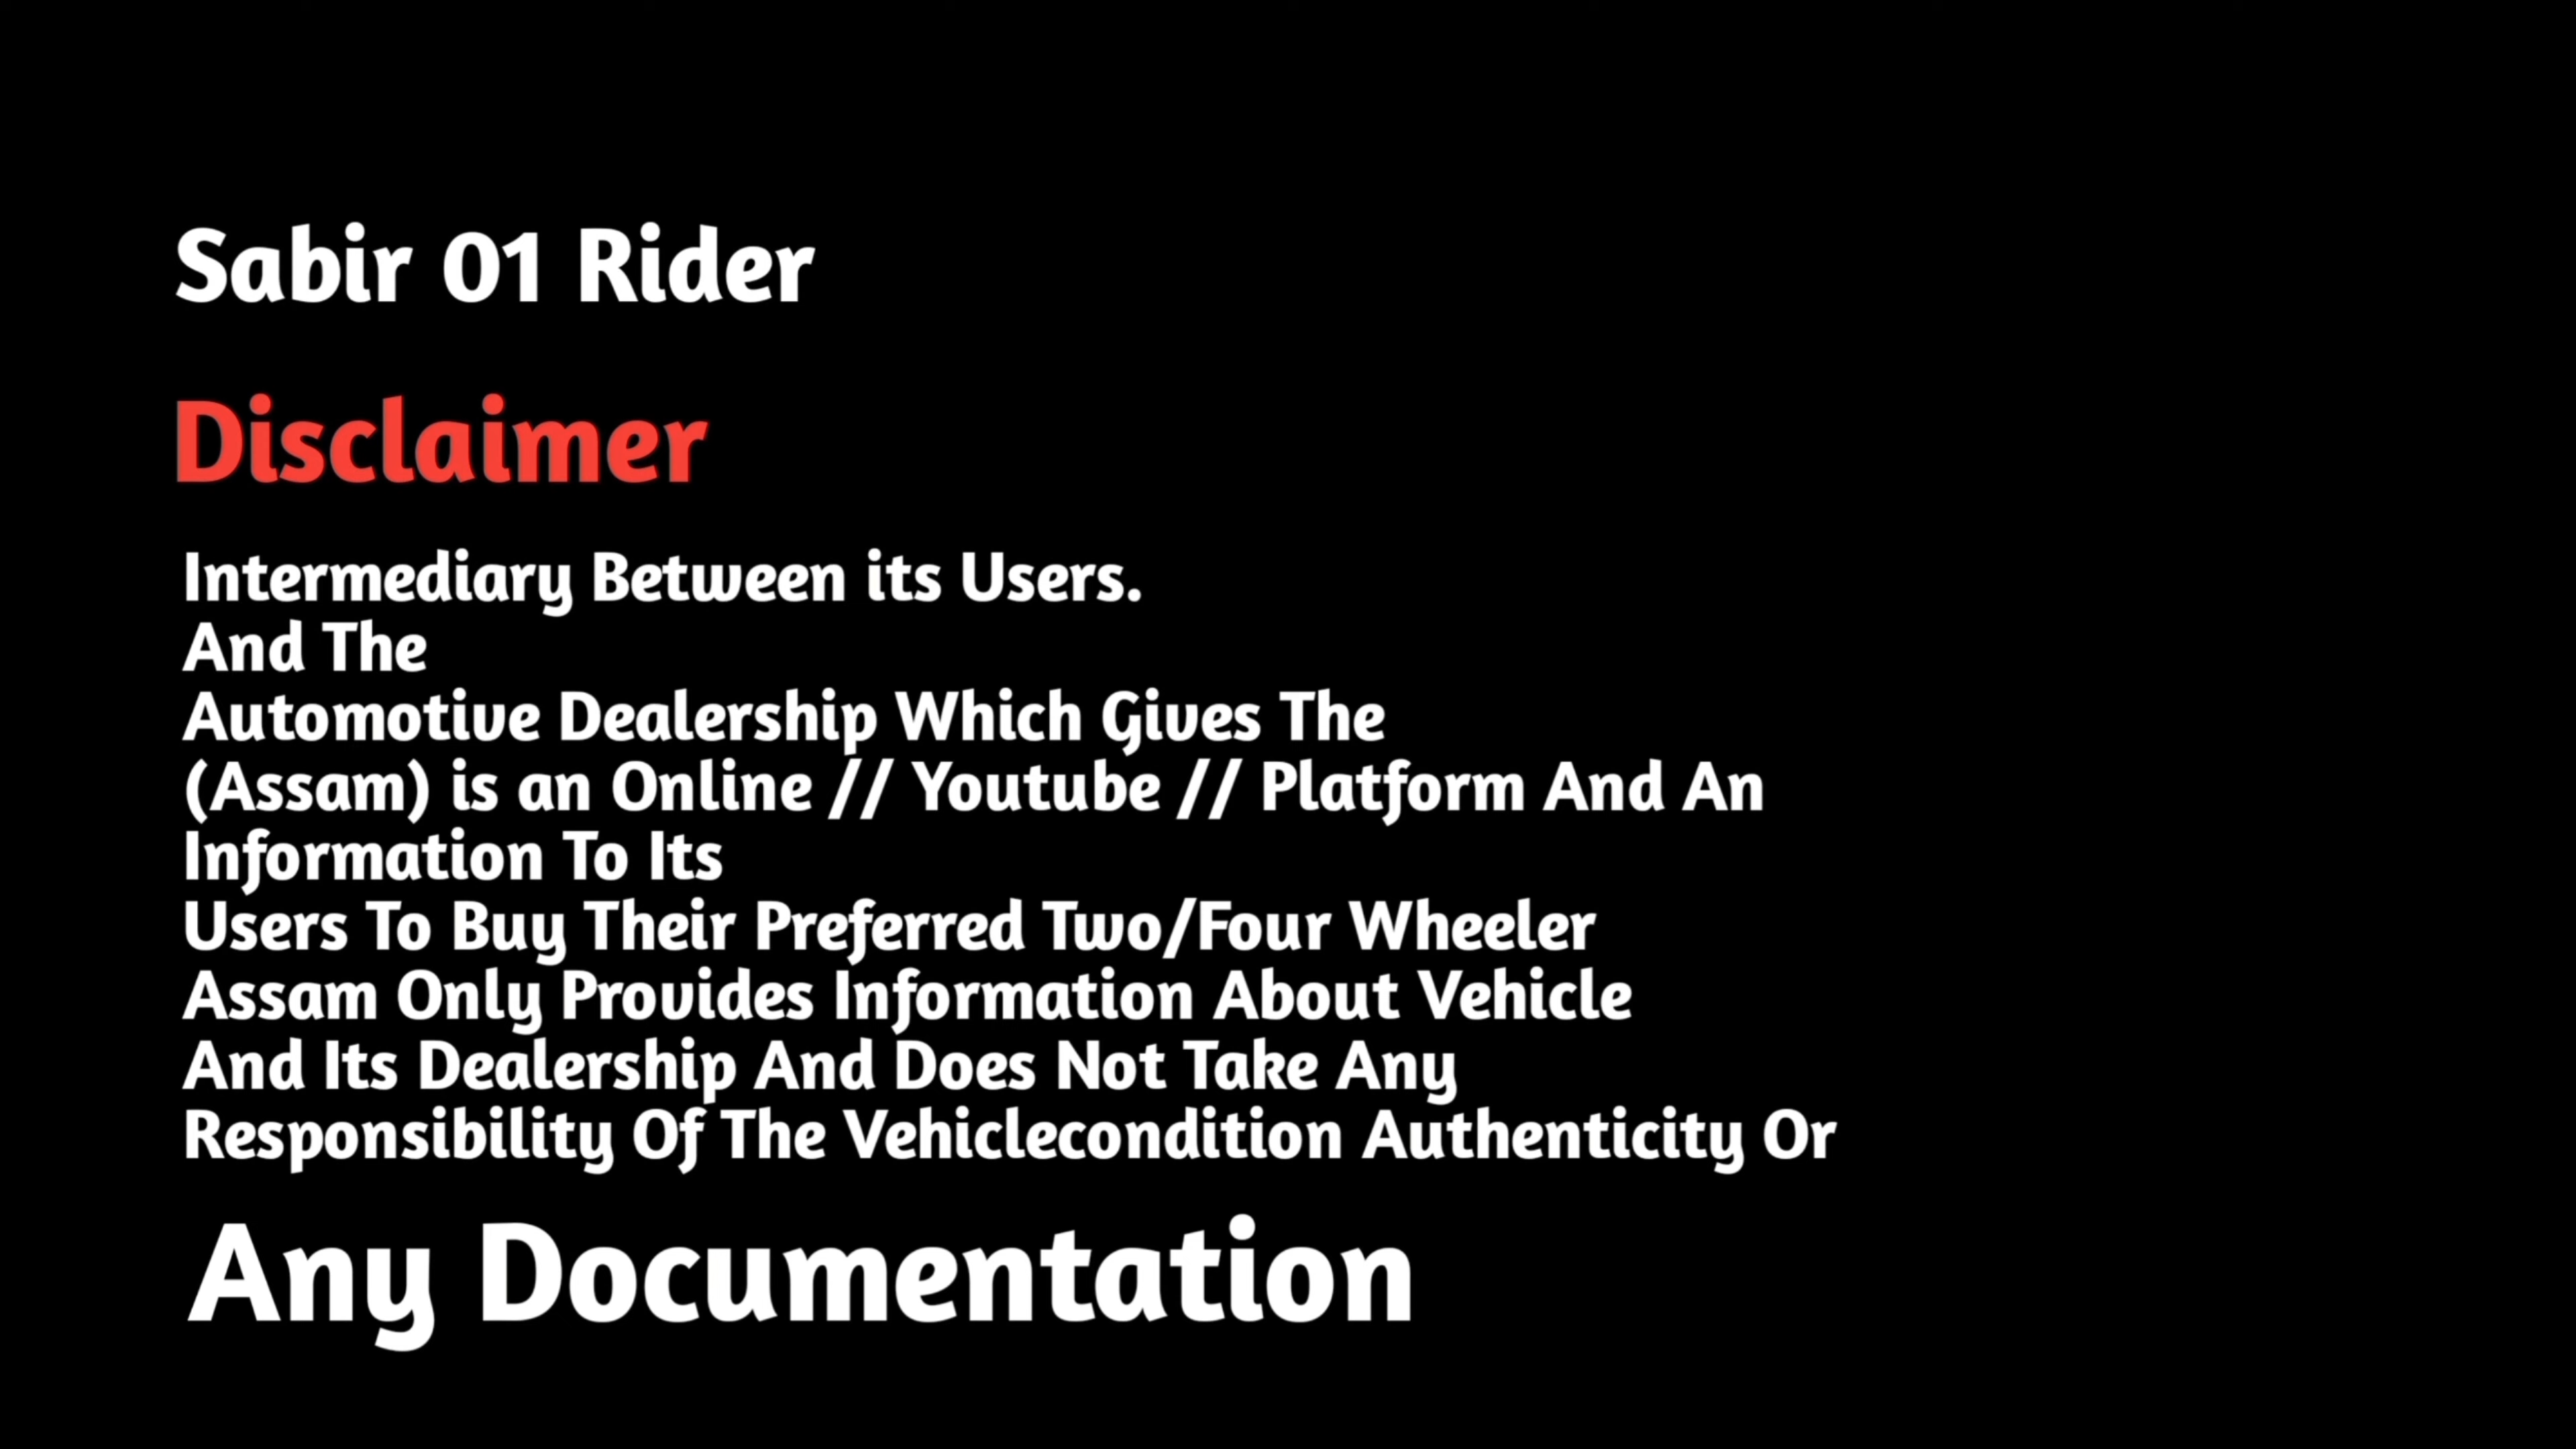 Sabir 01 Rider
Disclaimer
Intermediary Between its Users.
And The
Automotive Dealership Which Gives The
(Assam) is an Online // Youtube // Platform And An
Information To Its
Users To Buy Their Preferred Two/Four Wheeler
Assam Only Provides Information About Vehicle
And Its Dealership And Does Not Take Any
Responsibility Of The Vehiclecondition Authenticity Or
Any Documentation